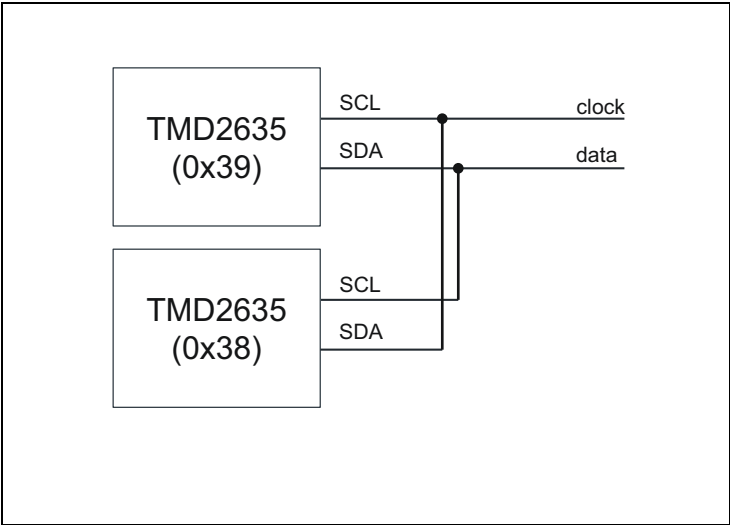 TMD2635
(0x39)
SCL
clock
SDA
data
TMD2635
(0x38)
SCL
SDA